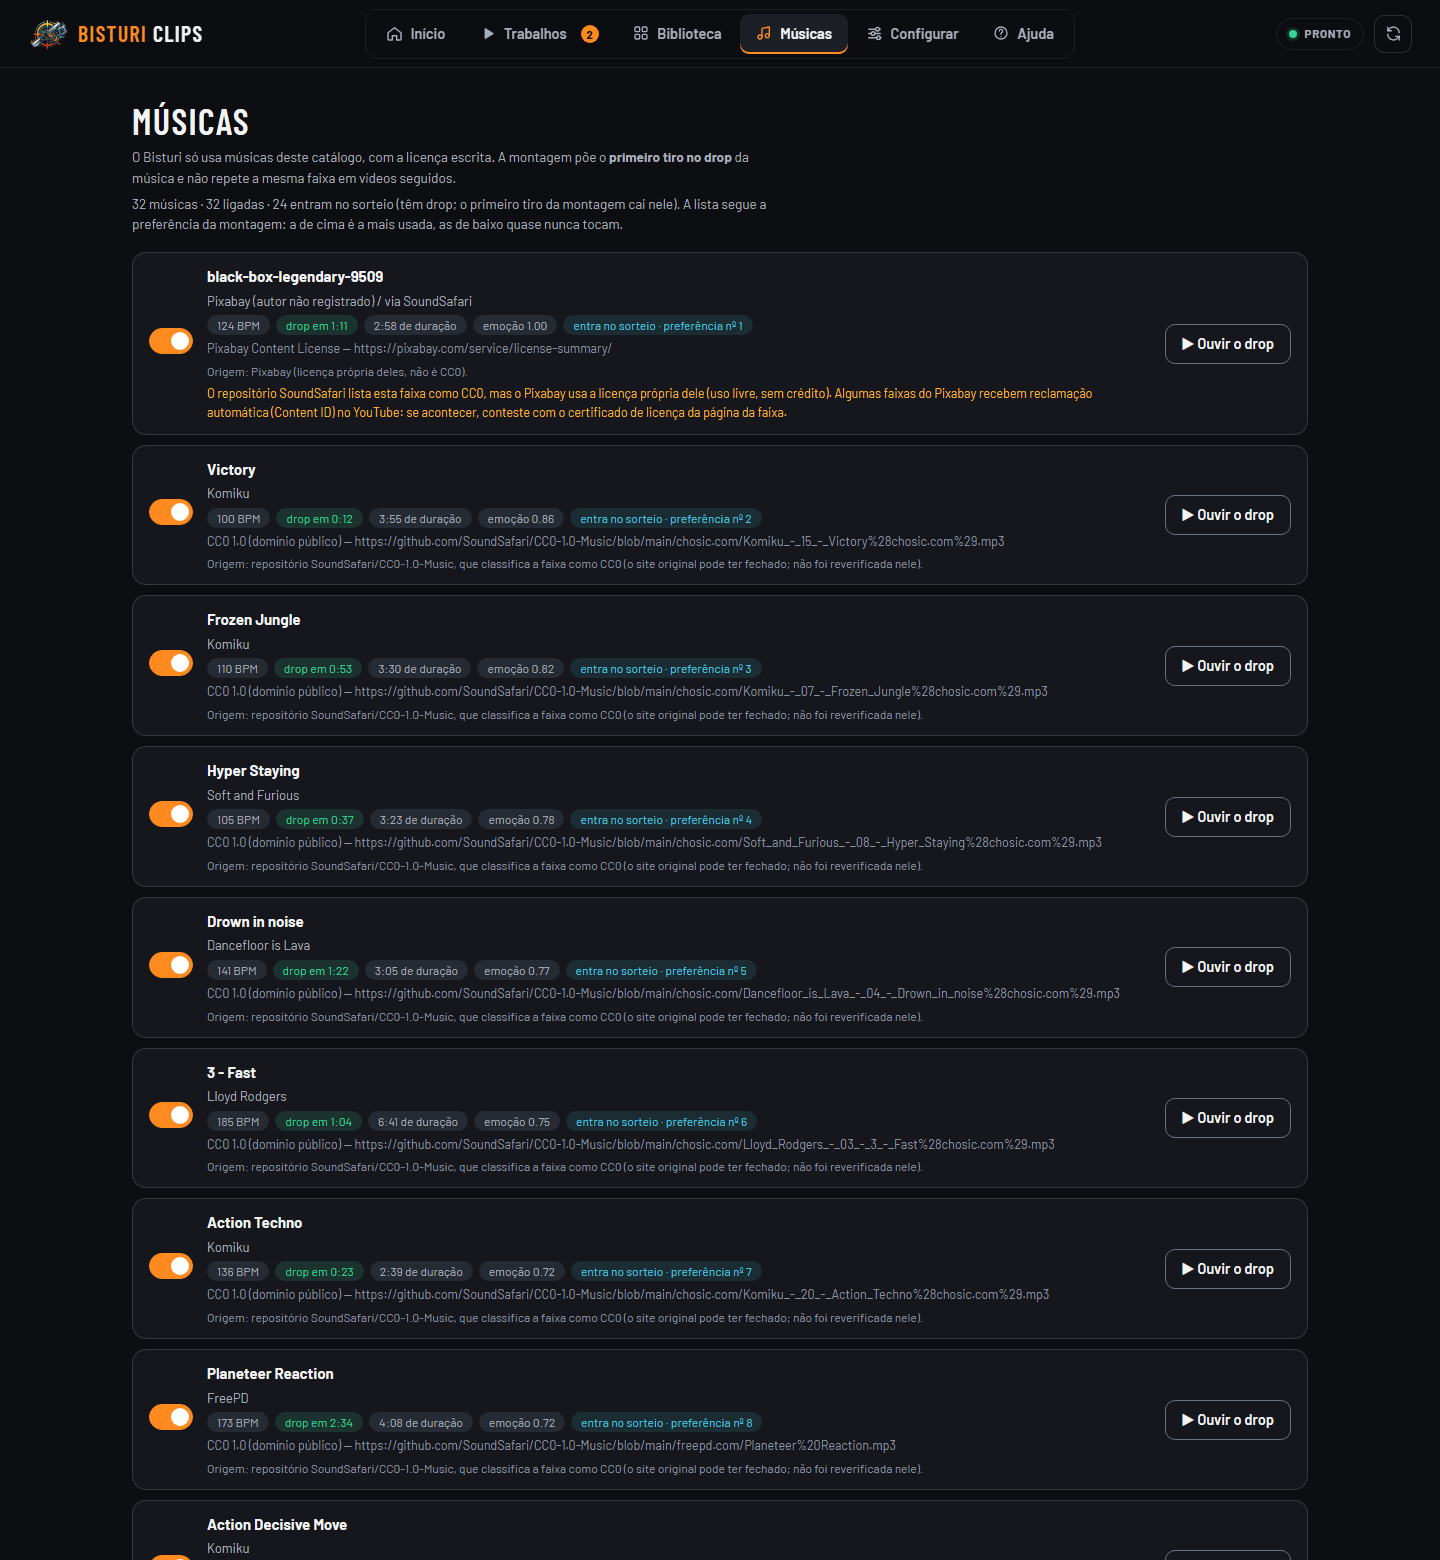 BISTURI CLIPS
Início
Trabalhos 2
Biblioteca
Músicas
Configurar
Ajuda
PRONTO
MÚSICAS
O Bisturi só usa músicas deste catálogo, com a licença escrita. A montagem põe o primeiro tiro no drop da
música e não repete a mesma faixa em vídeos seguidos.
32 músicas · 32 ligadas · 24 entram no sorteio (têm drop; o primeiro tiro da montagem cai nele). A lista segue a
preferência da montagem: a de cima é a mais usada, as de baixo quase nunca tocam.
black-box-legendary-9509
Pixabay (autor não registrado) / via SoundSafari
124 BPM drop em 1:11 2:58 de duração emoção 1.00 entra no sorteio · preferência nº 1
Pixabay Content License — https://pixabay.com/service/license-summary/
Origem: Pixabay (licença própria deles, não é CC0).
O repositório SoundSafari lista esta faixa como CC0, mas o Pixabay usa a licença própria dele (uso livre, sem crédito). Algumas faixas do Pixabay recebem reclamação
automática (Content ID) no YouTube: se acontecer, conteste com o certificado de licença da página da faixa.
▶ Ouvir o drop
Victory
Komiku
100 BPM drop em 0:12 3:55 de duração emoção 0.86 entra no sorteio · preferência nº 2
CC0 1.0 (domínio público) — https://github.com/SoundSafari/CC0-1.0-Music/blob/main/chosic.com/Komiku_-_15_-_Victory%28chosic.com%29.mp3
Origem: repositório SoundSafari/CC0-1.0-Music, que classifica a faixa como CC0 (o site original pode ter fechado; não foi reverificada nele).
▶ Ouvir o drop
Frozen Jungle
Komiku
110 BPM drop em 0:53 3:30 de duração emoção 0.82 entra no sorteio · preferência nº 3
CC0 1.0 (domínio público) — https://github.com/SoundSafari/CC0-1.0-Music/blob/main/chosic.com/Komiku_-_07_-_Frozen_Jungle%28chosic.com%29.mp3
Origem: repositório SoundSafari/CC0-1.0-Music, que classifica a faixa como CC0 (o site original pode ter fechado; não foi reverificada nele).
▶ Ouvir o drop
Hyper Staying
Soft and Furious
105 BPM drop em 0:37 3:23 de duração emoção 0.78 entra no sorteio · preferência nº 4
CC0 1.0 (domínio público) — https://github.com/SoundSafari/CC0-1.0-Music/blob/main/chosic.com/Soft_and_Furious_-_08_-_Hyper_Staying%28chosic.com%29.mp3
Origem: repositório SoundSafari/CC0-1.0-Music, que classifica a faixa como CC0 (o site original pode ter fechado; não foi reverificada nele).
▶ Ouvir o drop
Drown in noise
Dancefloor is Lava
141 BPM drop em 1:22 3:05 de duração emoção 0.77 entra no sorteio · preferência nº 5
CC0 1.0 (domínio público) — https://github.com/SoundSafari/CC0-1.0-Music/blob/main/chosic.com/Dancefloor_is_Lava_-_04_-_Drown_in_noise%28chosic.com%29.mp3
Origem: repositório SoundSafari/CC0-1.0-Music, que classifica a faixa como CC0 (o site original pode ter fechado; não foi reverificada nele).
▶ Ouvir o drop
3 - Fast
Lloyd Rodgers
185 BPM drop em 1:04 6:41 de duração emoção 0.75 entra no sorteio · preferência nº 6
CC0 1.0 (domínio público) — https://github.com/SoundSafari/CC0-1.0-Music/blob/main/chosic.com/Lloyd_Rodgers_-_03_-_3_-_Fast%28chosic.com%29.mp3
Origem: repositório SoundSafari/CC0-1.0-Music, que classifica a faixa como CC0 (o site original pode ter fechado; não foi reverificada nele).
▶ Ouvir o drop
Action Techno
Komiku
136 BPM drop em 0:23 2:39 de duração emoção 0.72 entra no sorteio · preferência nº 7
CC0 1.0 (domínio público) — https://github.com/SoundSafari/CC0-1.0-Music/blob/main/chosic.com/Komiku_-_20_-_Action_Techno%28chosic.com%29.mp3
Origem: repositório SoundSafari/CC0-1.0-Music, que classifica a faixa como CC0 (o site original pode ter fechado; não foi reverificada nele).
▶ Ouvir o drop
Planeteer Reaction
FreePD
173 BPM drop em 2:34 4:08 de duração emoção 0.72 entra no sorteio · preferência nº 8
CC0 1.0 (domínio público) — https://github.com/SoundSafari/CC0-1.0-Music/blob/main/freepd.com/Planeteer%20Reaction.mp3
Origem: repositório SoundSafari/CC0-1.0-Music, que classifica a faixa como CC0 (o site original pode ter fechado; não foi reverificada nele).
▶ Ouvir o drop
Action Decisive Move
Komiku